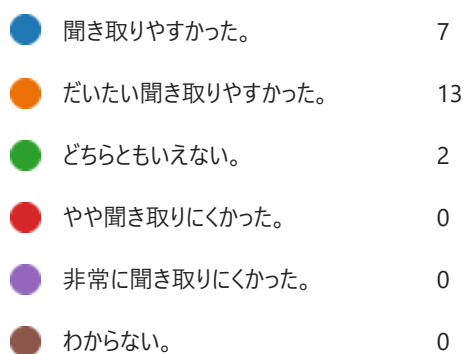 聞き取りやすかった。 7
だいたい聞き取りやすかった。 13
どちらともいえない。 2
やや聞き取りにくかった。 0
非常に聞き取りにくかった。 0
わからない。 0